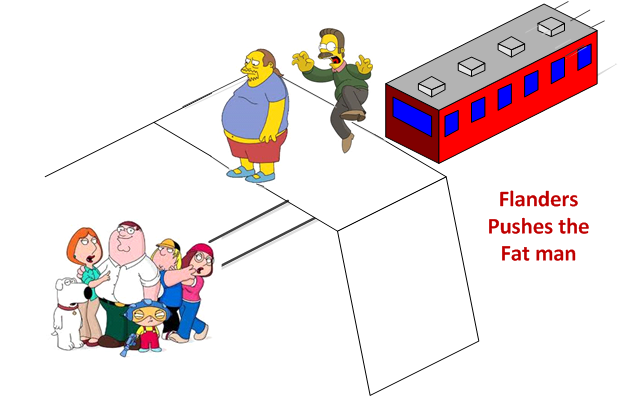 Flanders
Pushes the
Fat man